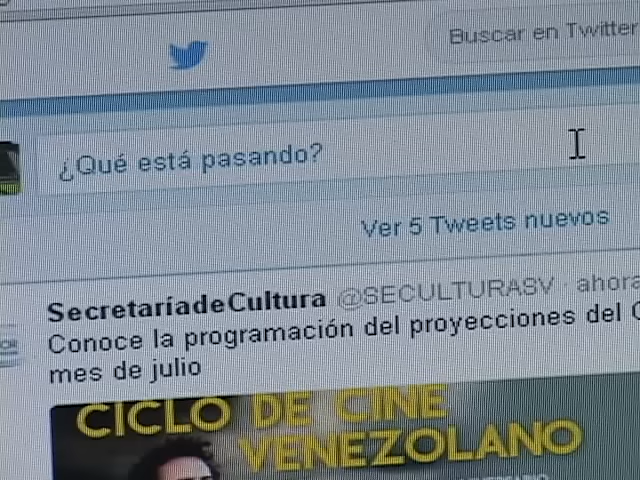 Buscar en Twitter
¿Qué está pasando?
Ver 5 Tweets nuevos
SecretaríadeCultura @SECULTURASV · ahora
Conoce la programación del proyecciones del
mes de julio
CICLO DE CINE
VENEZOLANO